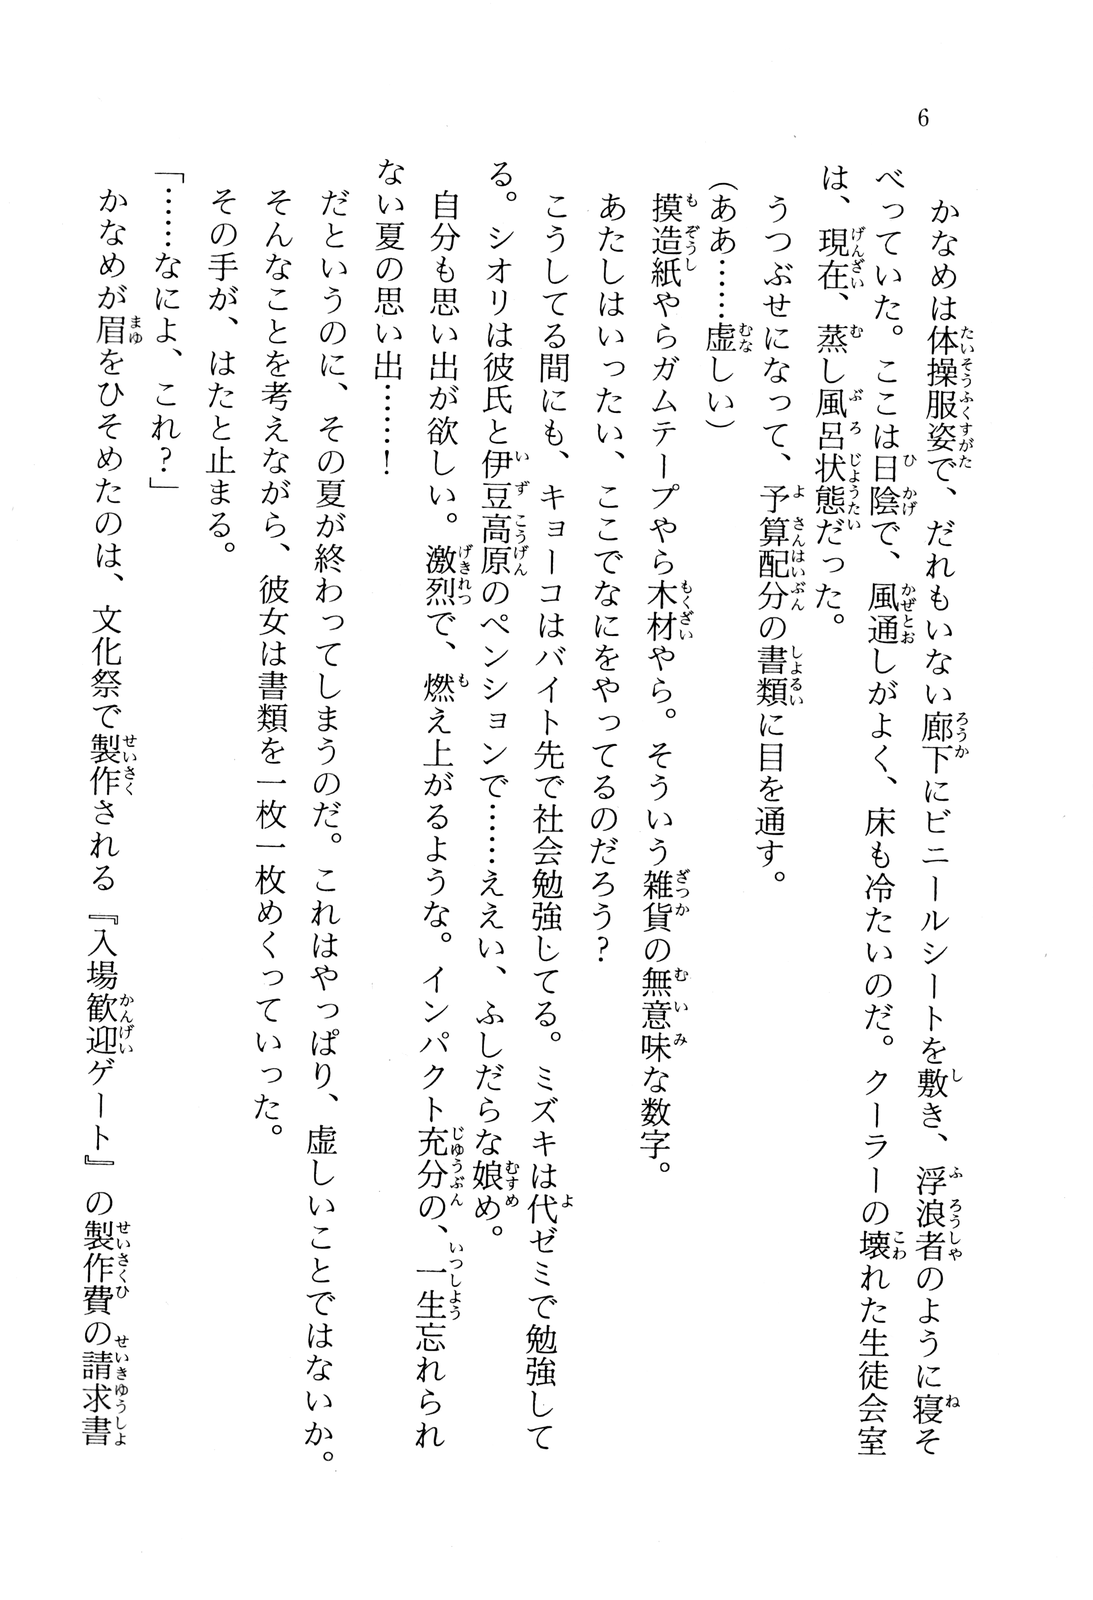 6
かなめは体操服姿で、だれもいない廊下にビニールシートを敷き、浮浪者のように寝そ
べっていた。ここは日陰で、風通しがよく、床も冷たいのだ。クーラーの壊れた生徒会室
は、現在、蒸し風呂状態だった。
うつぶせになって、予算配分の書類に目を通す。
（ああ……虚しい）
摸造紙やらガムテープやら木材やら。そういう雑貨の無意味な数字。
あたしはいったい、ここでなにをやってるのだろう?
こうしてる間にも、キョーコはバイト先で社会勉強してる。ミズキは代ゼミで勉強して
る。シオリは彼氏と伊豆高原のペンションで……ええい、ふしだらな娘め。
自分も思い出が欲しい。激烈で、燃え上がるような。インパクト充分の、一生忘れられ
ない夏の思い出……!
だというのに、その夏が終わってしまうのだ。これはやっぱり、虚しいことではないか。
そんなことを考えながら、彼女は書類を一枚一枚めくっていった。
その手が、はたと止まる。
「……なによ、これ?」
かなめが眉をひそめたのは、文化祭で製作される『入場歓迎ゲート』の製作費の請求書